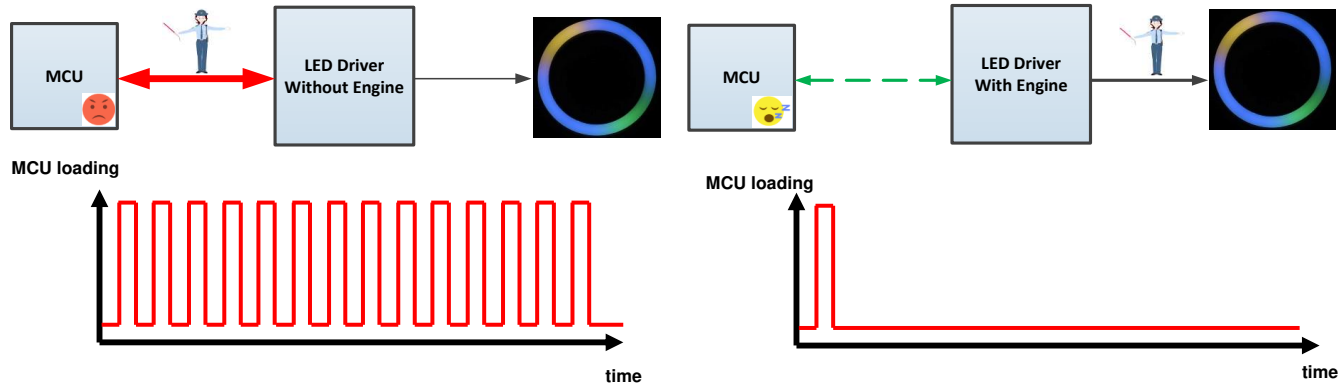 MCU
LED Driver
Without Engine
MCU loading
time
MCU
LED Driver
With Engine
MCU loading
time